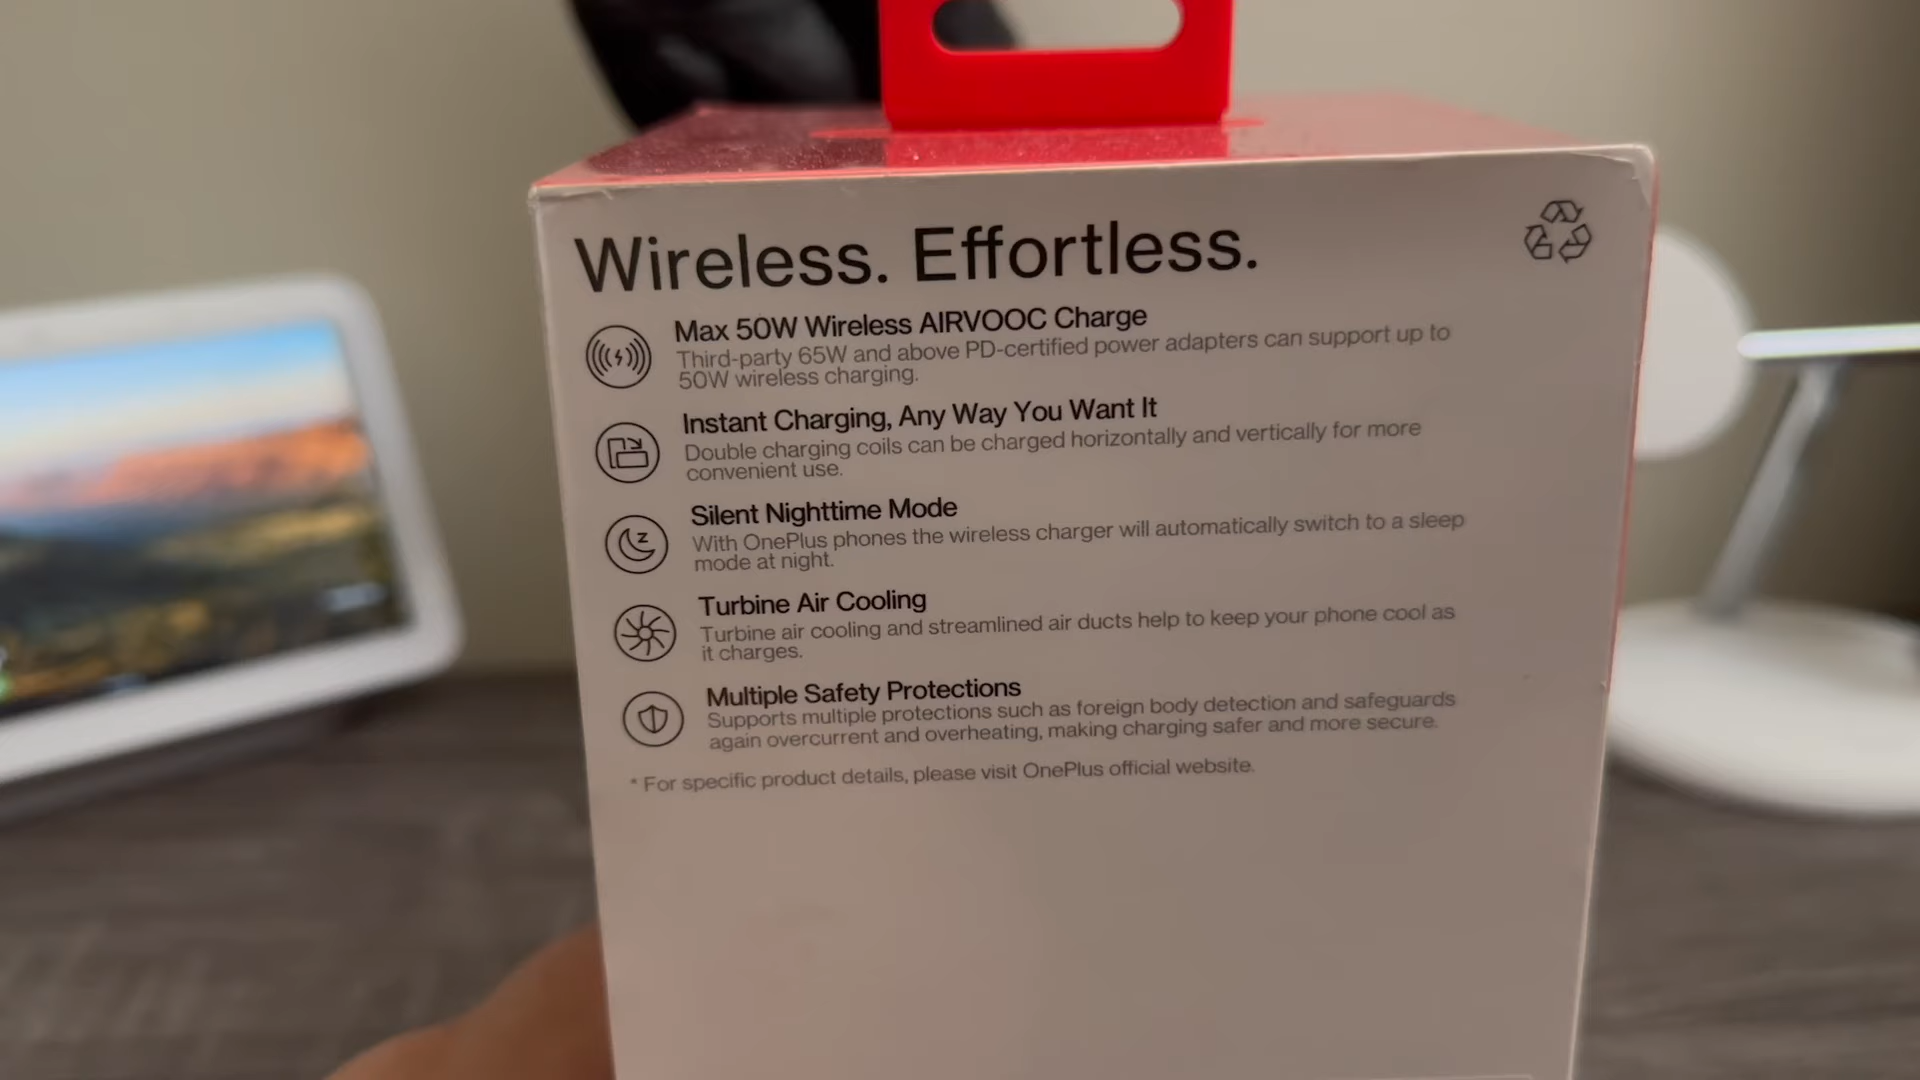 Wireless. Effortless.
Max 50W Wireless AIRVOOC Charge
Third-party 65W and above PD-certified power adapters can support up to
50W wireless charging.
Instant Charging, Any Way You Want It
Double charging coils can be charged horizontally and vertically for more
convenient use.
Silent Nighttime Mode
With OnePlus phones the wireless charger will automatically switch to a sleep
mode at night.
Turbine Air Cooling
Turbine air cooling and streamlined air ducts help to keep your phone cool as
it charges.
Multiple Safety Protections
Supports multiple protections such as foreign body detection and safeguards
again overcurrent and overheating, making charging safer and more secure.
* For specific product details, please visit OnePlus official website.